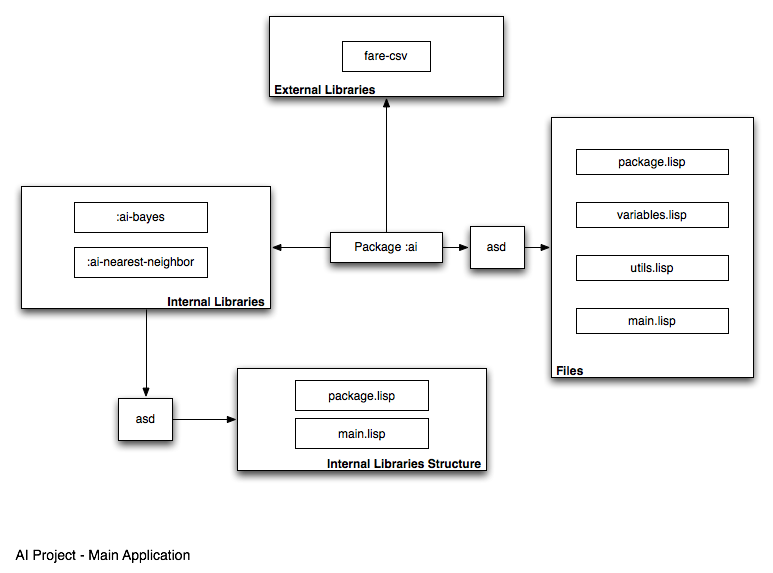 fare-csv
External Libraries
package.lisp
variables.lisp
utils.lisp
main.lisp
Files
:ai-bayes
:ai-nearest-neighbor
Internal Libraries
Package :ai
asd
asd
package.lisp
main.lisp
Internal Libraries Structure
AI Project - Main Application